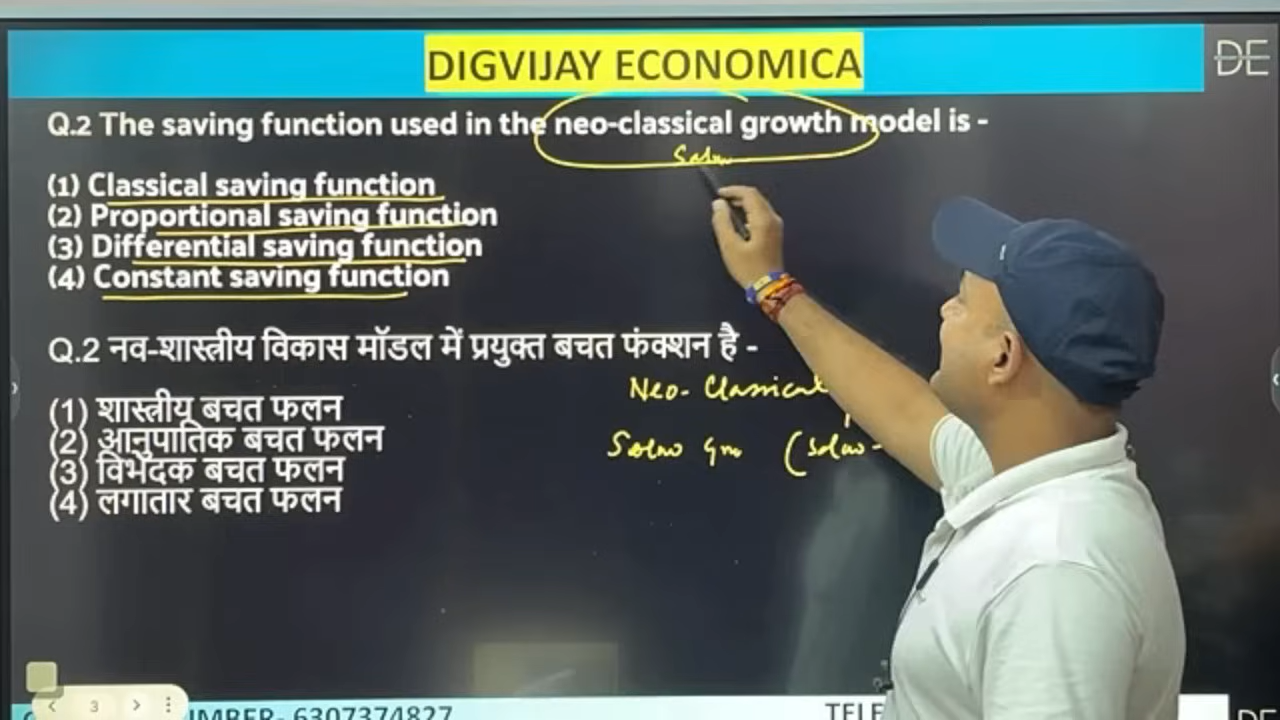 DIGVIJAY ECONOMICA
DE
Q.2 The saving function used in the neo-classical growth model is -
(1) Classical saving function
(2) Proportional saving function
(3) Differential saving function
(4) Constant saving function
Q.2 नव-शास्त्रीय विकास मॉडल में प्रयुक्त बचत फंक्शन है -
Neo- Classical
(1) शास्त्रीय बचत फलन
(2) आनुपातिक बचत फलन
Solow (Solow -
(3) विभेदक बचत फलन
(4) लगातार बचत फलन
3
6307374827